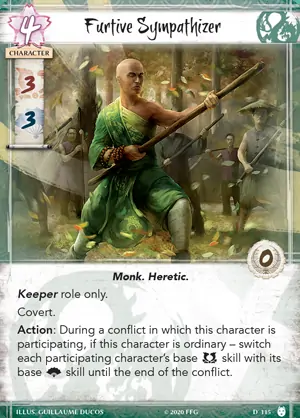 4
Furtive Sympathizer
CHARACTER
3
3
0
Monk. Heretic.
Keeper role only.
Covert.
Action: During a conflict in which this character is
participating, if this character is ordinary – switch
each participating character's base skill with its
base skill until the end of the conflict.
ILLUS. GUILLAUME DUCOS
© 2020 FFG
D 115